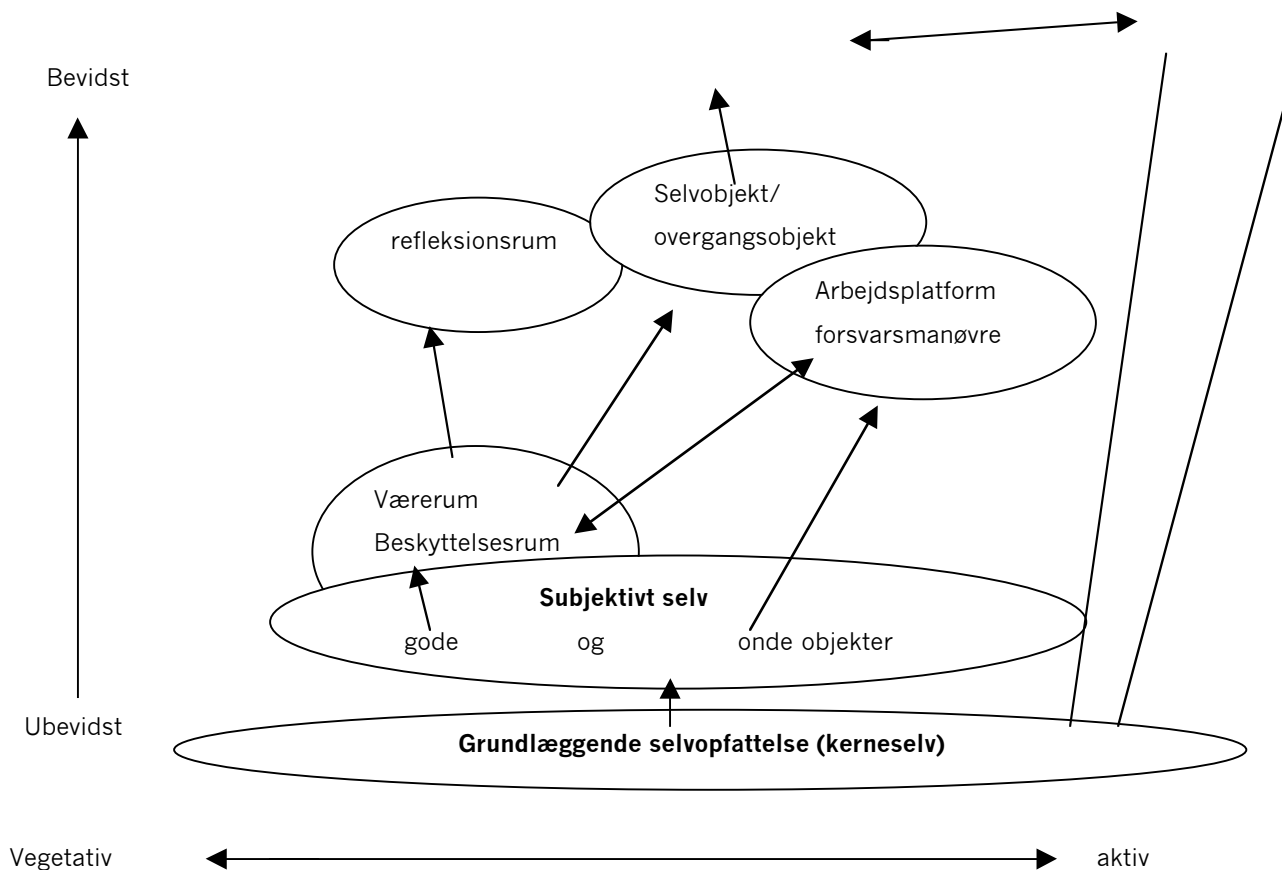 Bevidst
Selvobjekt/
overgangsobjekt
refleksionsrum
Arbejdsplatform
forsvarsmanøvre
Værerum
Beskyttelsesrum
Subjektivt selv
gode og onde objekter
Ubevidst
Grundlæggende selvopfattelse (kerneselv)
Vegetativ aktiv